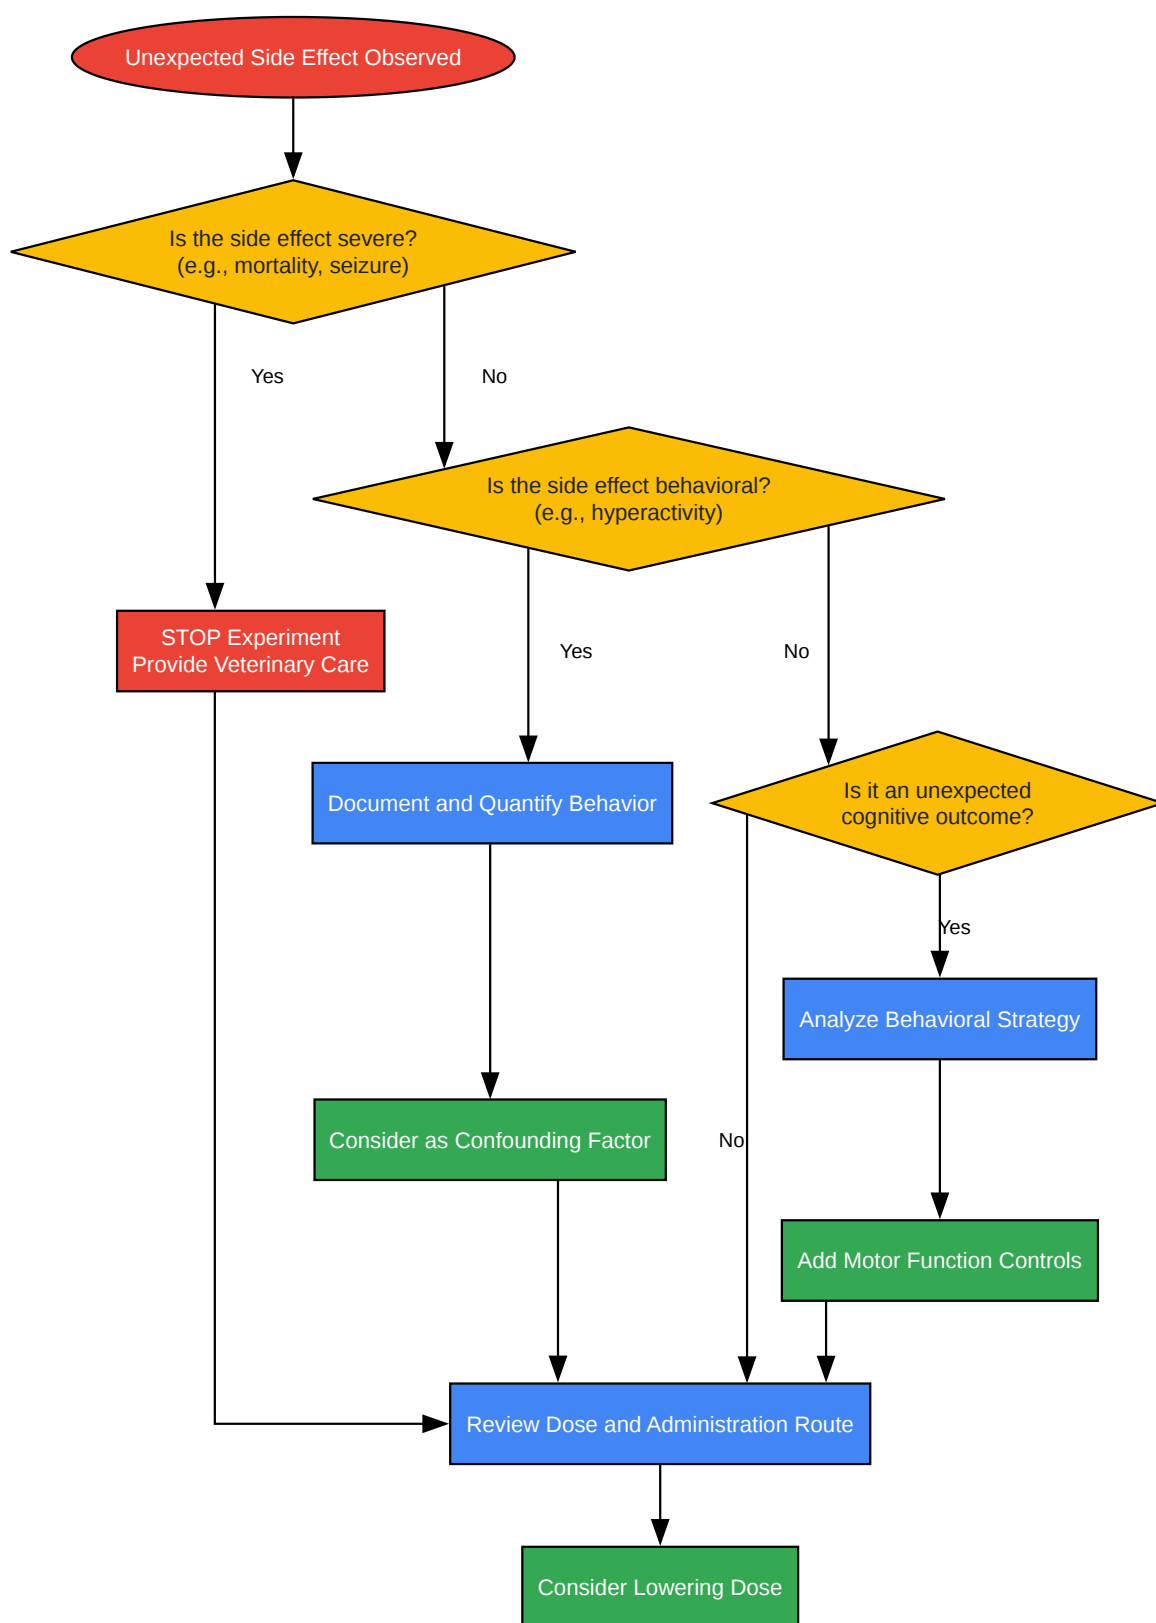 Unexpected Side Effect Observed
Is the side effect severe?
(e.g., mortality, seizure)
Yes
No
Is the side effect behavioral?
(e.g., hyperactivity)
STOP Experiment
Provide Veterinary Care
Yes
No
Document and Quantify Behavior
Is it an unexpected
cognitive outcome?
Yes
Analyze Behavioral Strategy
Consider as Confounding Factor
No
Add Motor Function Controls
Review Dose and Administration Route
Consider Lowering Dose